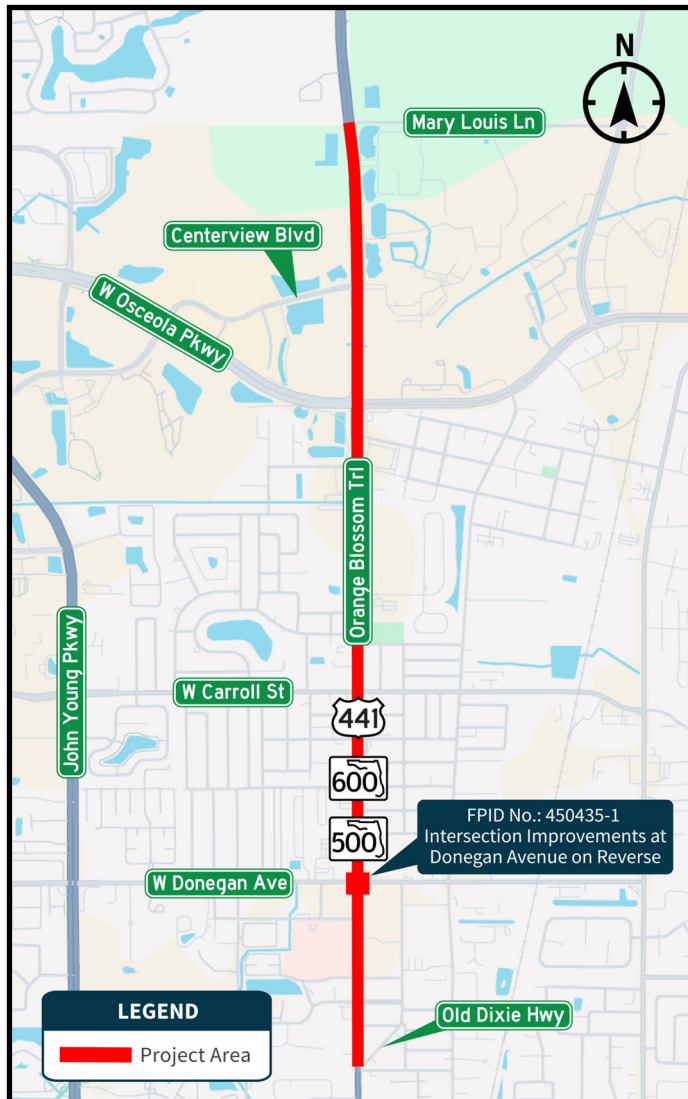 N
Mary Louis Ln
Centerview Blvd
W Osceola Pkwy
Orange Blossom Trl
John Young Pkwy
W Carroll St
441
600
500
FPID No.: 450435-1
Intersection Improvements at
Donegan Avenue on Reverse
W Donegan Ave
Old Dixie Hwy
LEGEND
Project Area